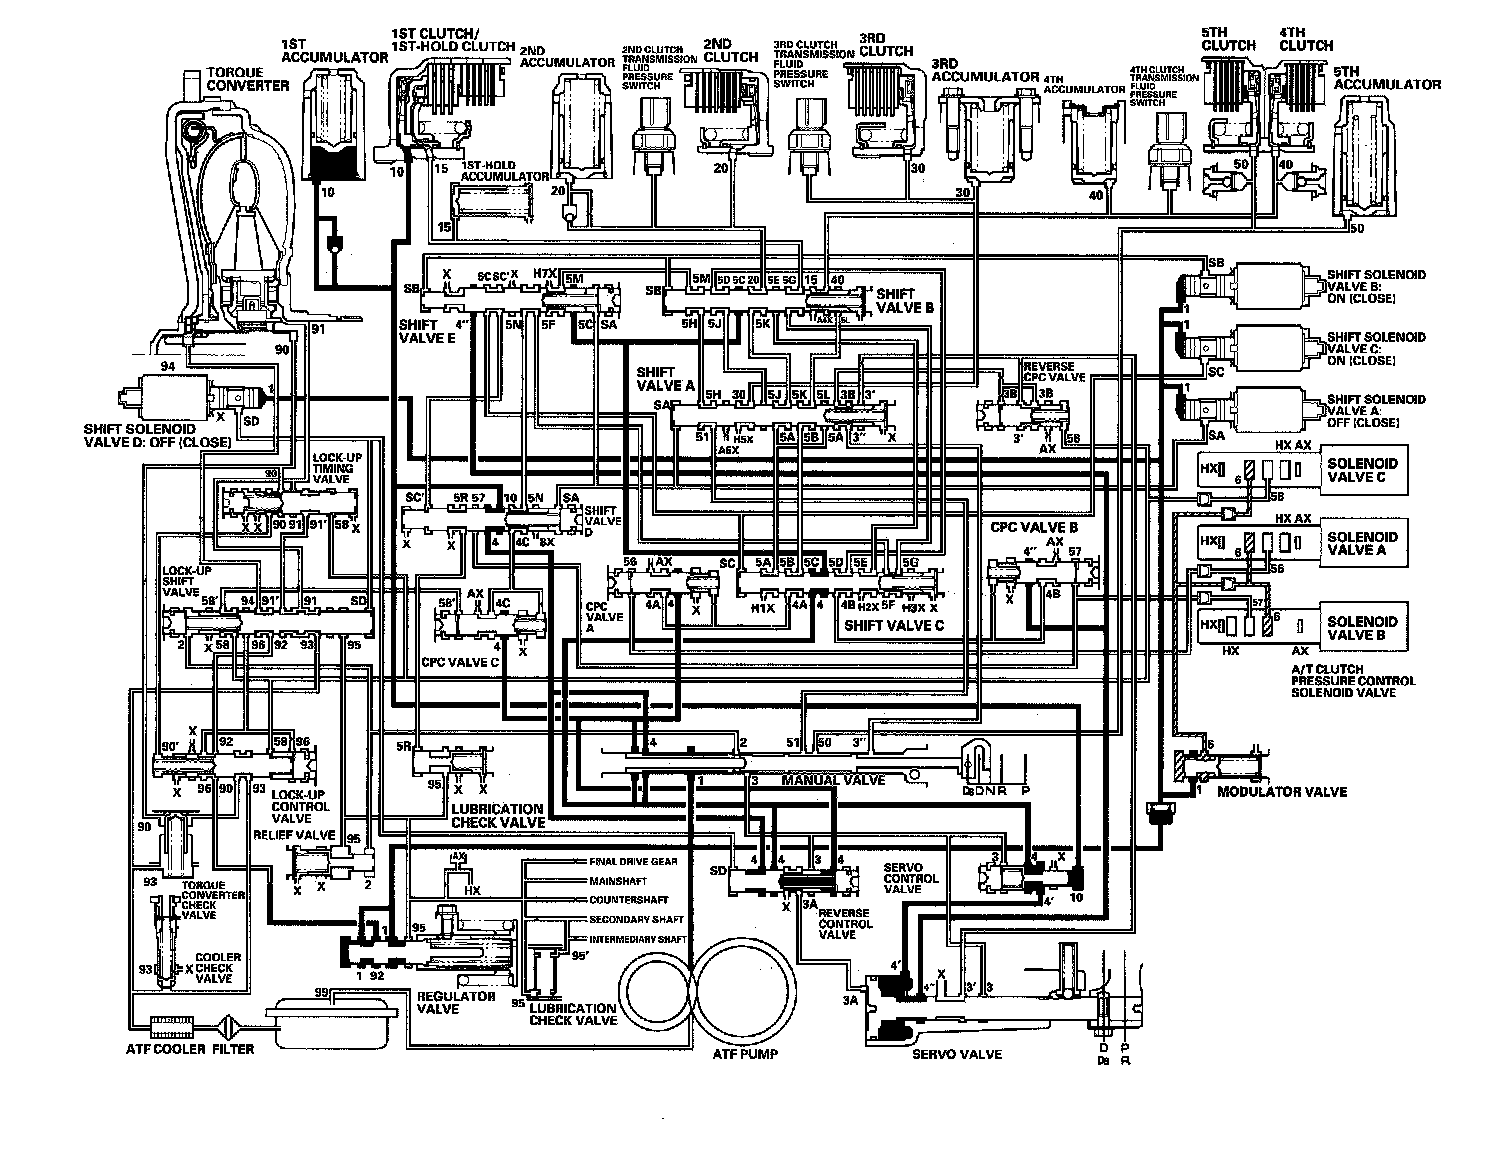 1ST
ACCUMULATOR
1ST CLUTCH/
1ST-HOLD CLUTCH
2ND
ACCUMULATOR
2ND CLUTCH
TRANSMISSION
FLUID
PRESSURE
SWITCH
2ND
CLUTCH
3RD CLUTCH
TRANSMISSION
FLUID
PRESSURE
SWITCH
3RD
CLUTCH
3RD
ACCUMULATOR
4TH
ACCUMULATOR
4TH CLUTCH
TRANSMISSION
FLUID
PRESSURE
SWITCH
5TH
CLUTCH
4TH
CLUTCH
5TH
ACCUMULATOR
TORQUE
CONVERTER
10
10
15
1ST-HOLD
ACCUMULATOR
15
20
20
30
30
40
50
40
50
SB
X
5C
5C'
X
H7X
5M
SB
5M
5D
5C
20
5E
5G
15
40
SHIFT
VALVE B
SB
SHIFT SOLENOID
VALVE B:
ON (CLOSE)
1
SHIFT
VALVE E
4"
5N
5F
5C
SA
5H
5J
5K
A4X
5L
1
SHIFT SOLENOID
VALVE C:
ON (CLOSE)
SC
91
90
94
SHIFT
VALVE A
SA
5H
30
5J
5K
5L
3B
3'
REVERSE
CPC VALVE
3B
3B
1
SHIFT SOLENOID
VALVE A:
OFF (CLOSE)
SA
1
X
SD
SHIFT SOLENOID
VALVE D: OFF (CLOSE)
51
A6X
H5X
5A
5B
5A
3"
X
3'
AX
58
LOCK-UP
TIMING
VALVE
90
X
X
90
91
91'
58
X
HX AX
HX
6
58
SOLENOID
VALVE C
SC'
5R
57
10
5N
SA
SHIFT
VALVE
D
X
X
4
4C
8X
CPC VALVE B
AX
4"
57
X
4B
HX AX
HX
6
56
SOLENOID
VALVE A
LOCK-UP
SHIFT
VALVE
58'
94
91'
91
SD
2
X
58
96
92
93
95
58'
AX
4C
CPC VALVE C
4
X
56
AX
4A
4
X
CPC
VALVE
A
SC
5A
5B
5C
5D
5E
5G
H1X
4A
4
4B
H2X
5F
H3X
X
SHIFT VALVE C
57
HX
6
HX
AX
SOLENOID
VALVE B
A/T CLUTCH
PRESSURE CONTROL
SOLENOID VALVE
90'
X
92
58
96
X
96
90
93
LOCK-UP
CONTROL
VALVE
5R
95
X
X
LUBRICATION
CHECK VALVE
4
2
51
50
3"
1
3
MANUAL VALVE
D₃ D N R P
6
1
MODULATOR VALVE
90
93
TORQUE
CONVERTER
CHECK
VALVE
RELIEF VALVE
95
X
X
2
AX
HX
FINAL DRIVE GEAR
MAINSHAFT
COUNTERSHAFT
SECONDARY SHAFT
INTERMEDIARY SHAFT
SD
4
4
3
4
X
3A
REVERSE
CONTROL
VALVE
SERVO
CONTROL
VALVE
3
4
X
4'
10
93
X
COOLER
CHECK
VALVE
1
95
1
92
REGULATOR
VALVE
95
95'
LUBRICATION
CHECK VALVE
99
ATF COOLER
FILTER
ATF PUMP
4'
3A
4"
X
3'
3
SERVO VALVE
D
D₃
P
R